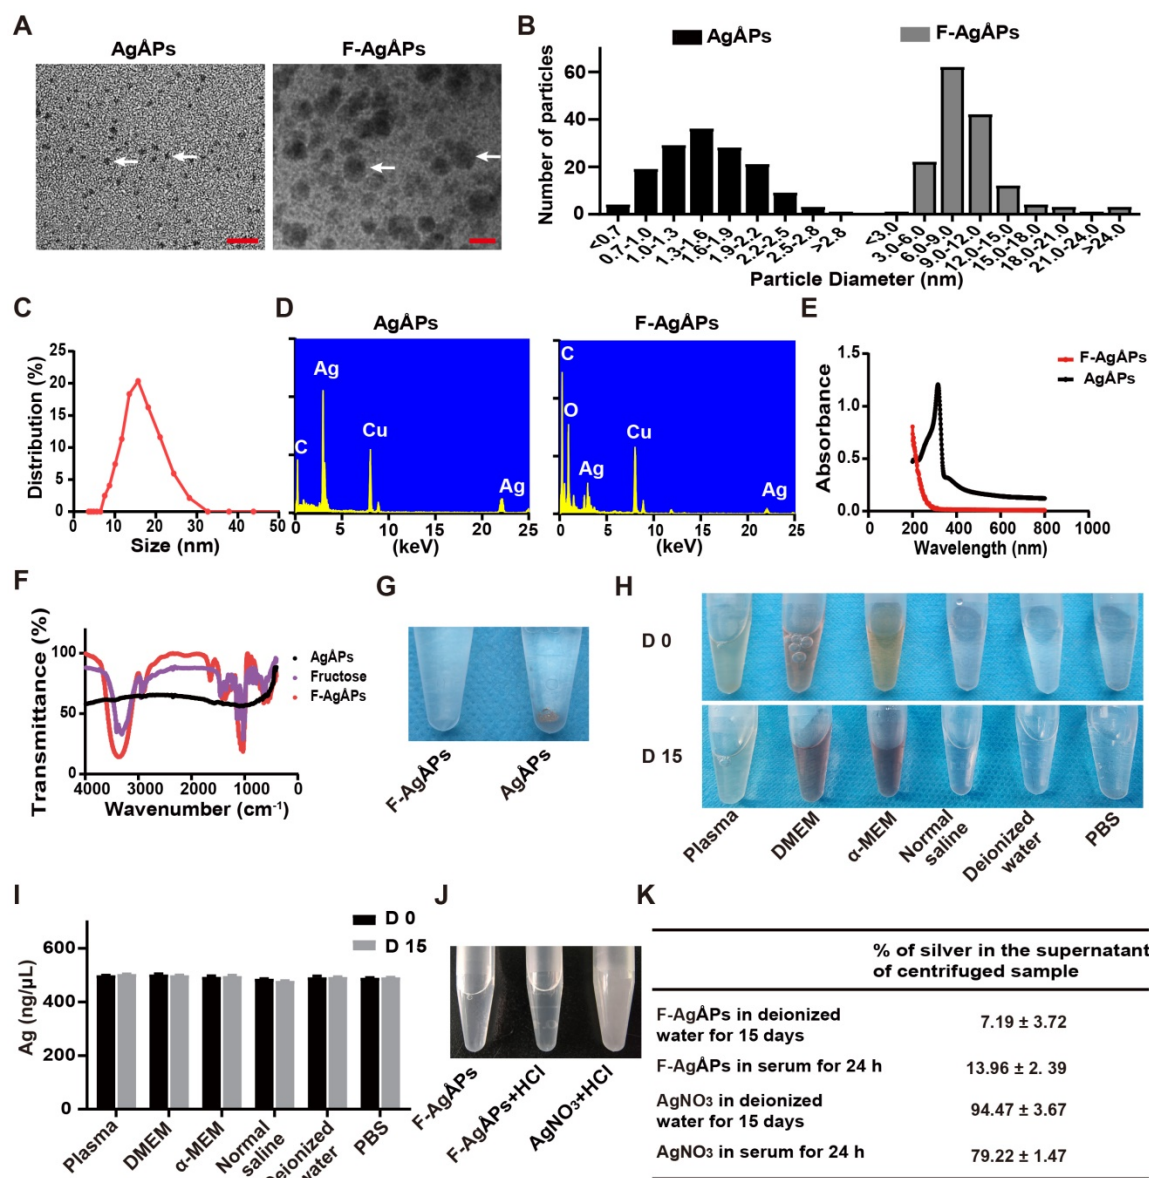 A
AgÅPs
F-AgÅPs
B
AgÅPs
F-AgÅPs
Number of particles
60
40
20
0
<0.7
0.7-1.0
1.0-1.3
1.3-1.6
1.6-1.9
1.9-2.2
2.2-2.5
2.5-2.8
>2.8
<3.0
3.0-6.0
6.0-9.0
9.0-12.0
12.0-15.0
15.0-18.0
18.0-21.0
21.0-24.0
>24.0
Particle Diameter (nm)
C
Distribution (%)
25
20
15
10
5
0
0
10
20
30
40
50
Size (nm)
D
AgÅPs
C
Ag
Cu
Ag
0
5
10
15
20
25
(keV)
F-AgÅPs
C
O
Ag
Cu
Ag
0
5
10
15
20
25
(keV)
E
F-AgÅPs
AgÅPs
Absorbance
1.5
1.0
0.5
0.0
0
200
400
600
800
1000
Wavelength (nm)
F
Transmittance (%)
100
50
0
4000
3000
2000
1000
0
Wavenumber (cm⁻¹)
AgÅPs
Fructose
F-AgÅPs
G
F-AgÅPs
AgÅPs
H
D 0
D 15
Plasma
DMEM
α-MEM
Normal
saline
Deionized
water
PBS
I
D 0
D 15
Ag (ng/μL)
600
400
200
0
Plasma
DMEM
α-MEM
Normal
saline
Deionized
water
PBS
J
F-AgÅPs
F-AgÅPs+HCl
AgNO₃+HCl
K
% of silver in the supernatant
of centrifuged sample
F-AgÅPs in deionized
water for 15 days
7.19 ± 3.72
F-AgÅPs in serum for 24 h
13.96 ± 2. 39
AgNO₃ in deionized
water for 15 days
94.47 ± 3.67
AgNO₃ in serum for 24 h
79.22 ± 1.47